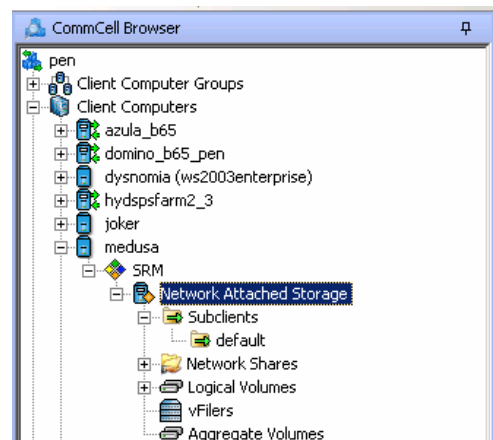 CommCell Browser
pen
Client Computer Groups
Client Computers
azula_b65
domino_b65_pen
dysnomia (ws2003enterprise)
hydspsfarm2_3
joker
medusa
SRM
Network Attached Storage
Subclients
default
Network Shares
Logical Volumes
vFilers
Aggregate Volumes